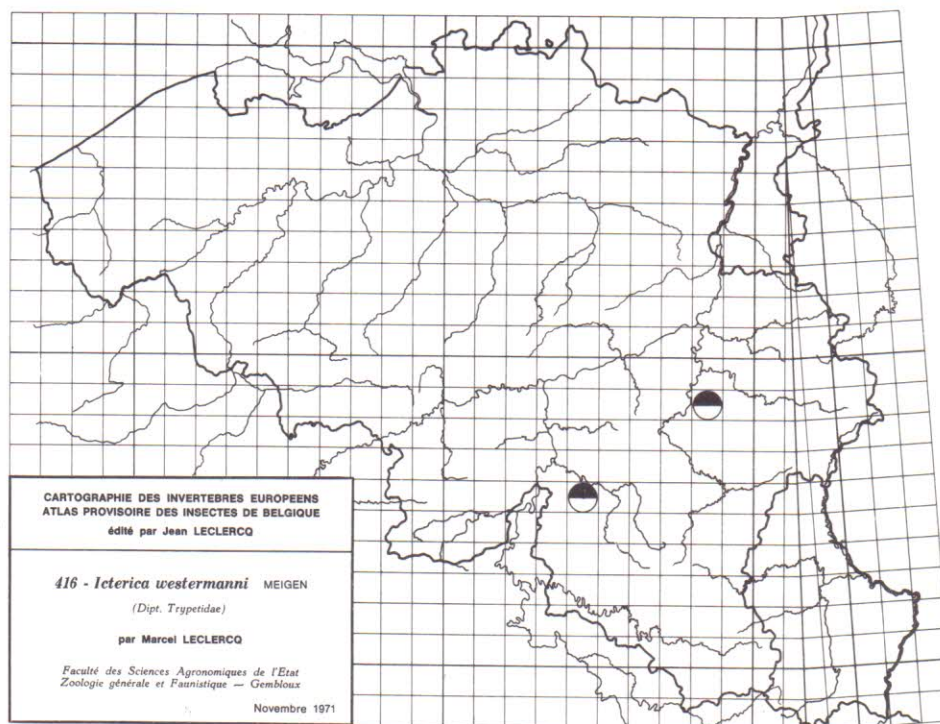 CARTOGRAPHIE DES INVERTEBRES EUROPEENS
ATLAS PROVISOIRE DES INSECTES DE BELGIQUE
édité par Jean LECLERCQ
416 - Icterica westermanni MEIGEN
(Dipt. Trypetidae)
par Marcel LECLERCQ
Faculté des Sciences Agronomiques de l'Etat
Zoologie générale et Faunistique — Gembloux
Novembre 1971